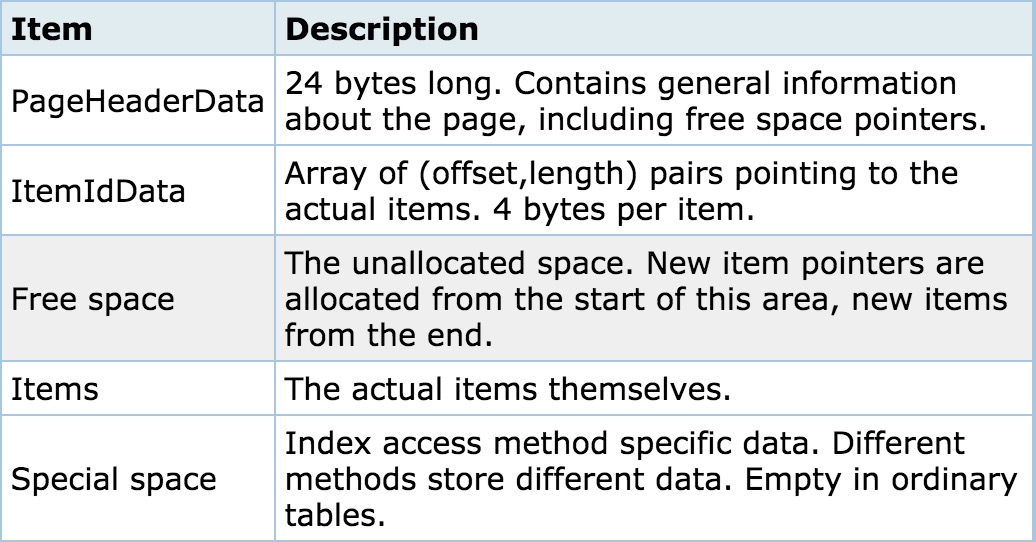 Item Description
PageHeaderData 24 bytes long. Contains general information
about the page, including free space pointers.
ItemIdData Array of (offset,length) pairs pointing to the
actual items. 4 bytes per item.
Free space The unallocated space. New item pointers are
allocated from the start of this area, new items
from the end.
Items The actual items themselves.
Special space Index access method specific data. Different
methods store different data. Empty in ordinary
tables.